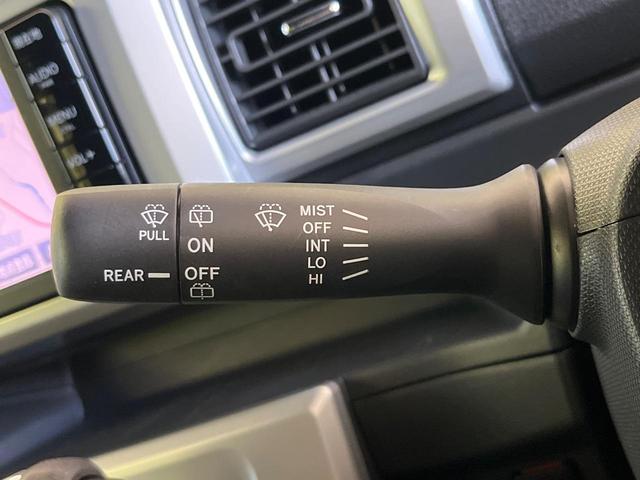 AUDIO
MENU
VOL+
PULL
REAR
ON
OFF
MIST
OFF
INT
LO
HI